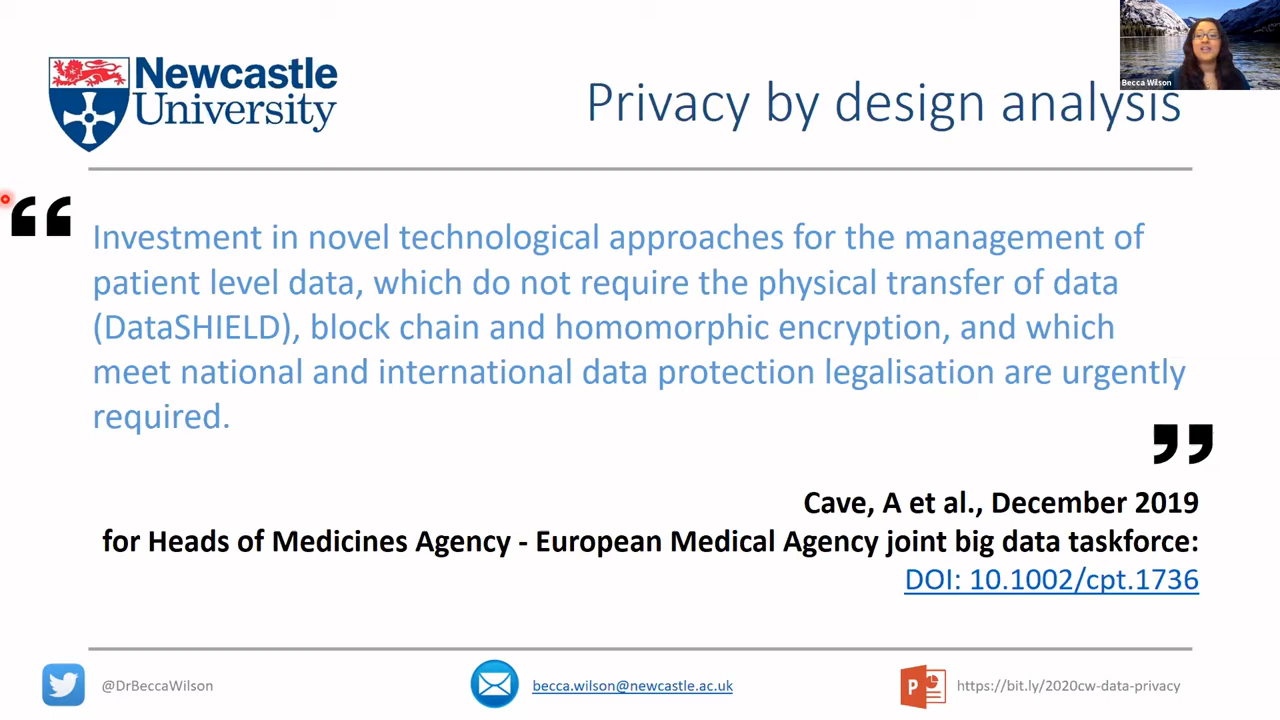 Newcastle
University
Privacy by design analysis
Becca Wilson
“
Investment in novel technological approaches for the management of
patient level data, which do not require the physical transfer of data
(DataSHIELD), block chain and homomorphic encryption, and which
meet national and international data protection legalisation are urgently
required.
”
Cave, A et al., December 2019
for Heads of Medicines Agency - European Medical Agency joint big data taskforce:
DOI: 10.1002/cpt.1736
@DrBeccaWilson
becca.wilson@newcastle.ac.uk
P
https://bit.ly/2020cw-data-privacy